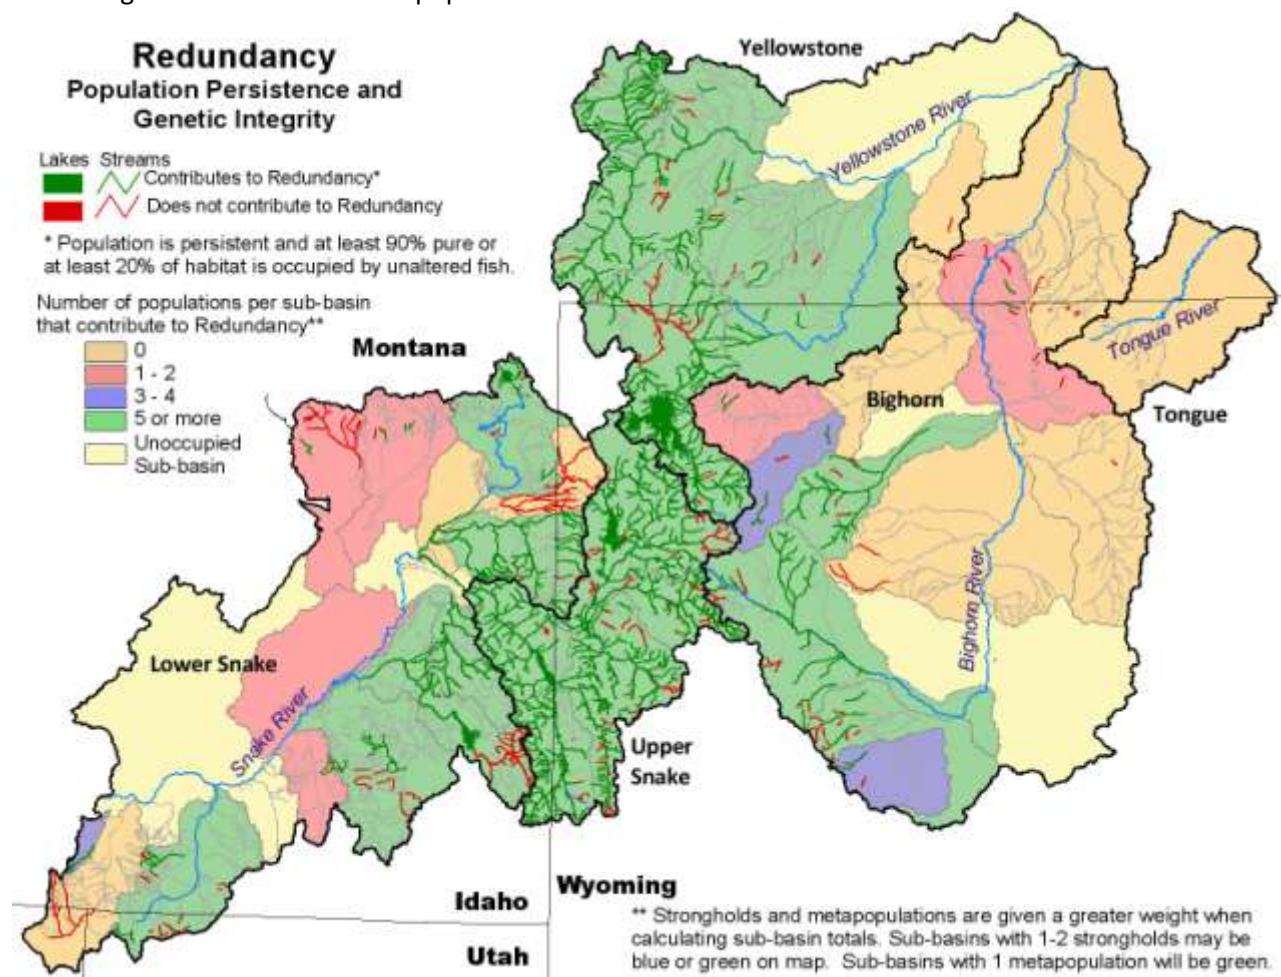 Redundancy
Population Persistence and
Genetic Integrity
Lakes Streams
Contributes to Redundancy*
Does not contribute to Redundancy
* Population is persistent and at least 90% pure or
at least 20% of habitat is occupied by unaltered fish.
Number of populations per sub-basin
that contribute to Redundancy**
0
1 - 2
3 - 4
5 or more
Unoccupied
Sub-basin
Yellowstone
Yellowstone River
Montana
Tongue River
Bighorn
Tongue
Bighorn River
Lower Snake
Snake River
Upper
Snake
Idaho
Wyoming
Utah
** Strongholds and metapopulations are given a greater weight when
calculating sub-basin totals. Sub-basins with 1-2 strongholds may be
blue or green on map. Sub-basins with 1 metapopulation will be green.